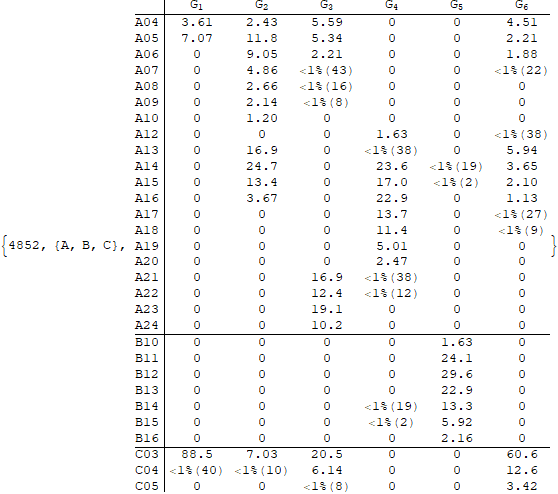 G1 G2 G3 G4 G5 G6
A04 3.61 2.43 5.59 0 0 4.51
A05 7.07 11.8 5.34 0 0 2.21
A06 0 9.05 2.21 0 0 1.88
A07 0 4.86 <1%(43) 0 0 <1%(22)
A08 0 2.66 <1%(16) 0 0 0
A09 0 2.14 <1%(8) 0 0 0
A10 0 1.20 0 0 0 0
A12 0 0 0 1.63 0 <1%(38)
A13 0 16.9 0 <1%(38) 0 5.94
A14 0 24.7 0 23.6 <1%(19) 3.65
A15 0 13.4 0 17.0 <1%(2) 2.10
A16 0 3.67 0 22.9 0 1.13
A17 0 0 0 13.7 0 <1%(27)
A18 0 0 0 11.4 0 <1%(9)
{4852, {A, B, C}, A19 0 0 0 5.01 0 0 }
A20 0 0 0 2.47 0 0
A21 0 0 16.9 <1%(38) 0 0
A22 0 0 12.4 <1%(12) 0 0
A23 0 0 19.1 0 0 0
A24 0 0 10.2 0 0 0
B10 0 0 0 0 1.63 0
B11 0 0 0 0 24.1 0
B12 0 0 0 0 29.6 0
B13 0 0 0 0 22.9 0
B14 0 0 0 <1%(19) 13.3 0
B15 0 0 0 <1%(2) 5.92 0
B16 0 0 0 0 2.16 0
C03 88.5 7.03 20.5 0 0 60.6
C04 <1%(40) <1%(10) 6.14 0 0 12.6
C05 0 0 <1%(8) 0 0 3.42